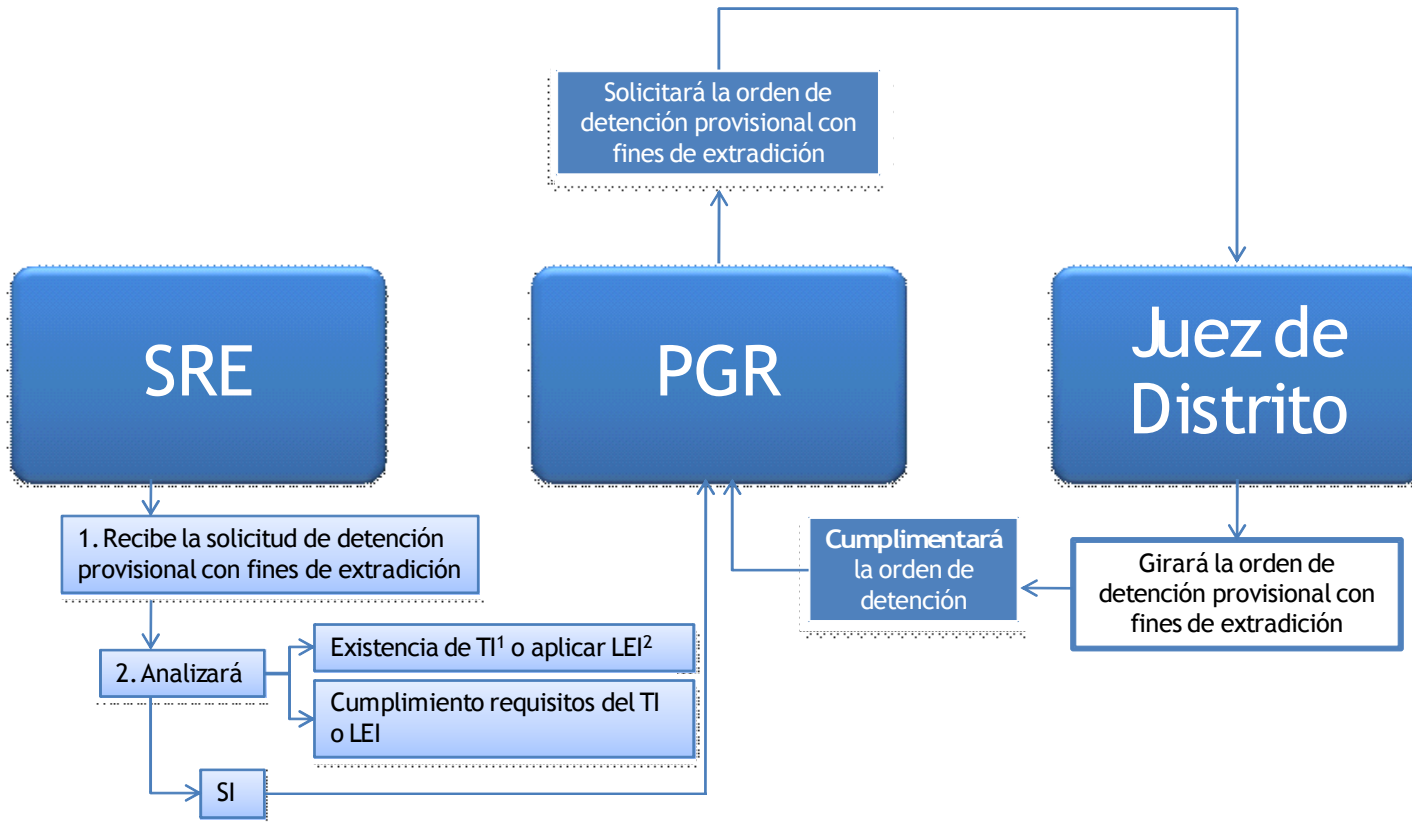 Solicitará la orden de
detención provisional con
fines de extradición
SRE
PGR
Juez de
Distrito
1. Recibe la solicitud de detención
provisional con fines de extradición
Cumplimentará
la orden de
detención
Girará la orden de
detención provisional con
fines de extradición
2. Analizará
Existencia de TI¹ o aplicar LEI²
Cumplimiento requisitos del TI
o LEI
SI